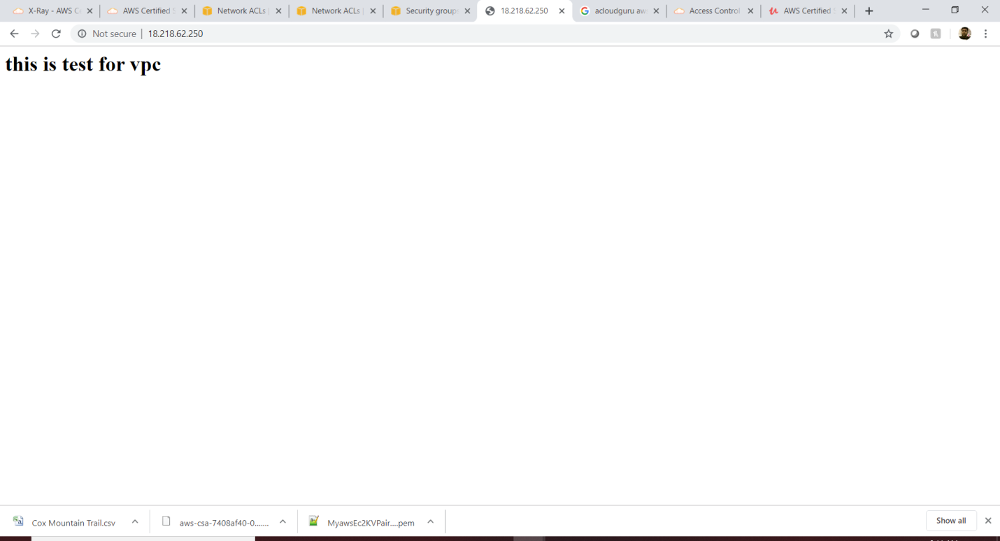 X-Ray - AWS C
AWS Certified S
Network ACLs
Network ACLs
Security group
18.218.62.250
acloudguru aw
Access Control
AWS Certified S
Not secure
18.218.62.250
this is test for vpc
Cox Mountain Trail.csv
aws-csa-7408af40-0.......
MyawsEc2KVPair....pem
Show all